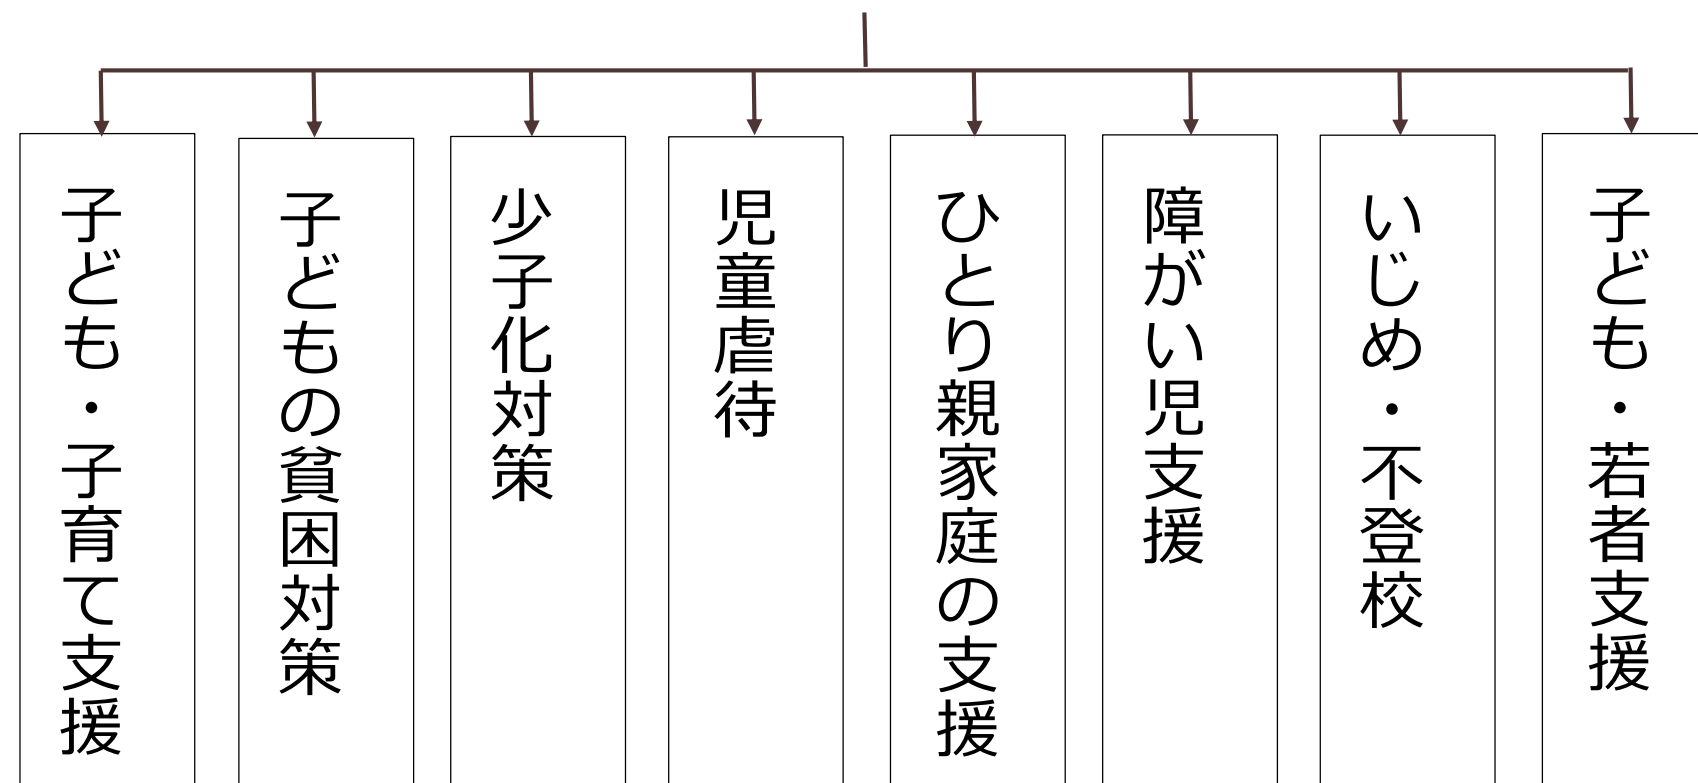 子ども・子育て支援
子どもの貧困対策
少子化対策
児童虐待
ひとり親家庭の支援
障がい児支援
いじめ・不登校
子ども・若者支援